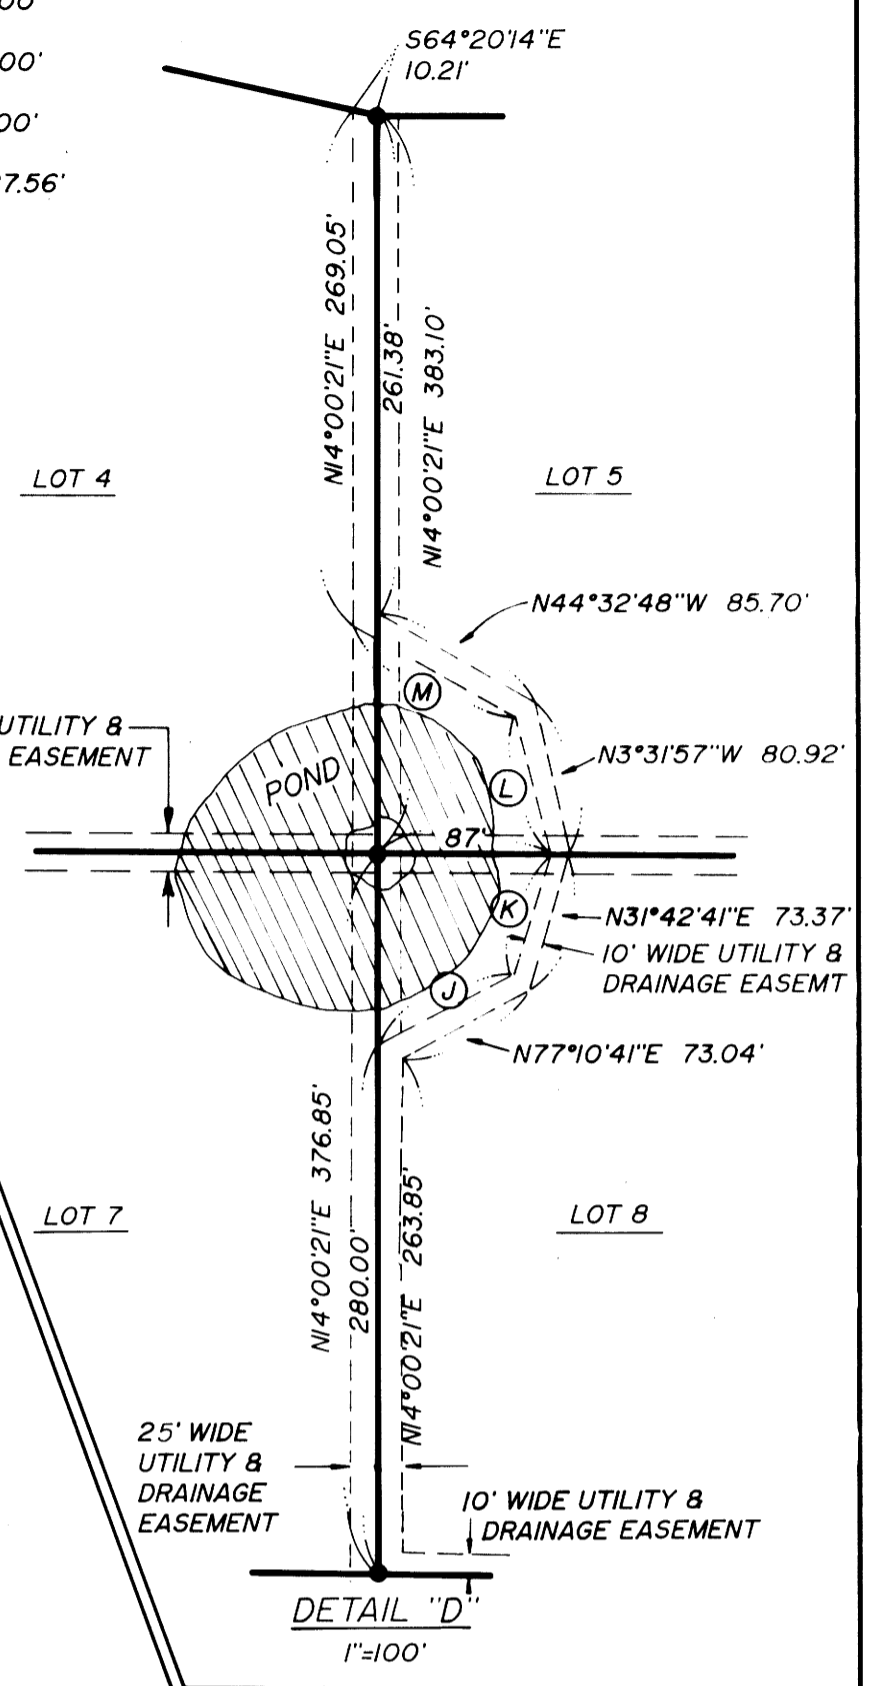 00'
00'
7.56'
S64°20'14"E
10.21'
N14°00'21"E 269.05'
261.38'
N14°00'21"E 383.10'
LOT 4
LOT 5
N44°32'48"W 85.70'
M
UTILITY &
EASEMENT
POND
N3°31'57"W 80.92'
L
87'
K
N31°42'41"E 73.37'
10' WIDE UTILITY &
DRAINAGE EASEMT
J
N77°10'41"E 73.04'
N14°00'21"E 376.85'
280.00'
N14°00'21"E 263.85'
LOT 7
LOT 8
25' WIDE
UTILITY &
DRAINAGE
EASEMENT
10' WIDE UTILITY &
DRAINAGE EASEMENT
DETAIL "D"
1"=100'